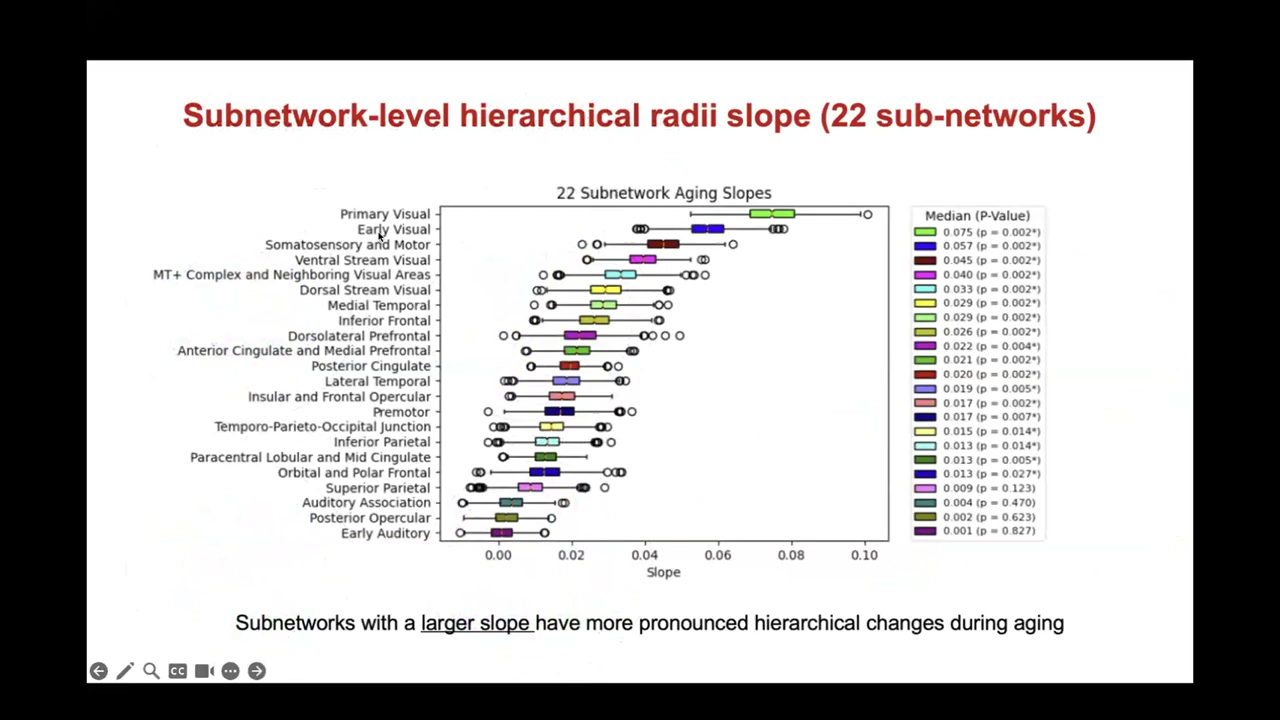 Subnetwork-level hierarchical radii slope (22 sub-networks)
22 Subnetwork Aging Slopes
Primary Visual
Early Visual
Somatosensory and Motor
Ventral Stream Visual
MT+ Complex and Neighboring Visual Areas
Dorsal Stream Visual
Medial Temporal
Inferior Frontal
Dorsolateral Prefrontal
Anterior Cingulate and Medial Prefrontal
Posterior Cingulate
Lateral Temporal
Insular and Frontal Opercular
Premotor
Temporo-Parieto-Occipital Junction
Inferior Parietal
Paracentral Lobular and Mid Cingulate
Orbital and Polar Frontal
Superior Parietal
Auditory Association
Posterior Opercular
Early Auditory
0.00 0.02 0.04 0.06 0.08 0.10
Slope
Median (P-Value)
0.075 (p = 0.002*)
0.057 (p = 0.002*)
0.045 (p = 0.002*)
0.040 (p = 0.002*)
0.033 (p = 0.002*)
0.029 (p = 0.002*)
0.029 (p = 0.002*)
0.026 (p = 0.002*)
0.022 (p = 0.004*)
0.021 (p = 0.002*)
0.020 (p = 0.002*)
0.019 (p = 0.005*)
0.017 (p = 0.002*)
0.017 (p = 0.007*)
0.015 (p = 0.014*)
0.013 (p = 0.014*)
0.013 (p = 0.005*)
0.013 (p = 0.027*)
0.009 (p = 0.123)
0.004 (p = 0.470)
0.002 (p = 0.623)
0.001 (p = 0.827)
Subnetworks with a larger slope have more pronounced hierarchical changes during aging
CC